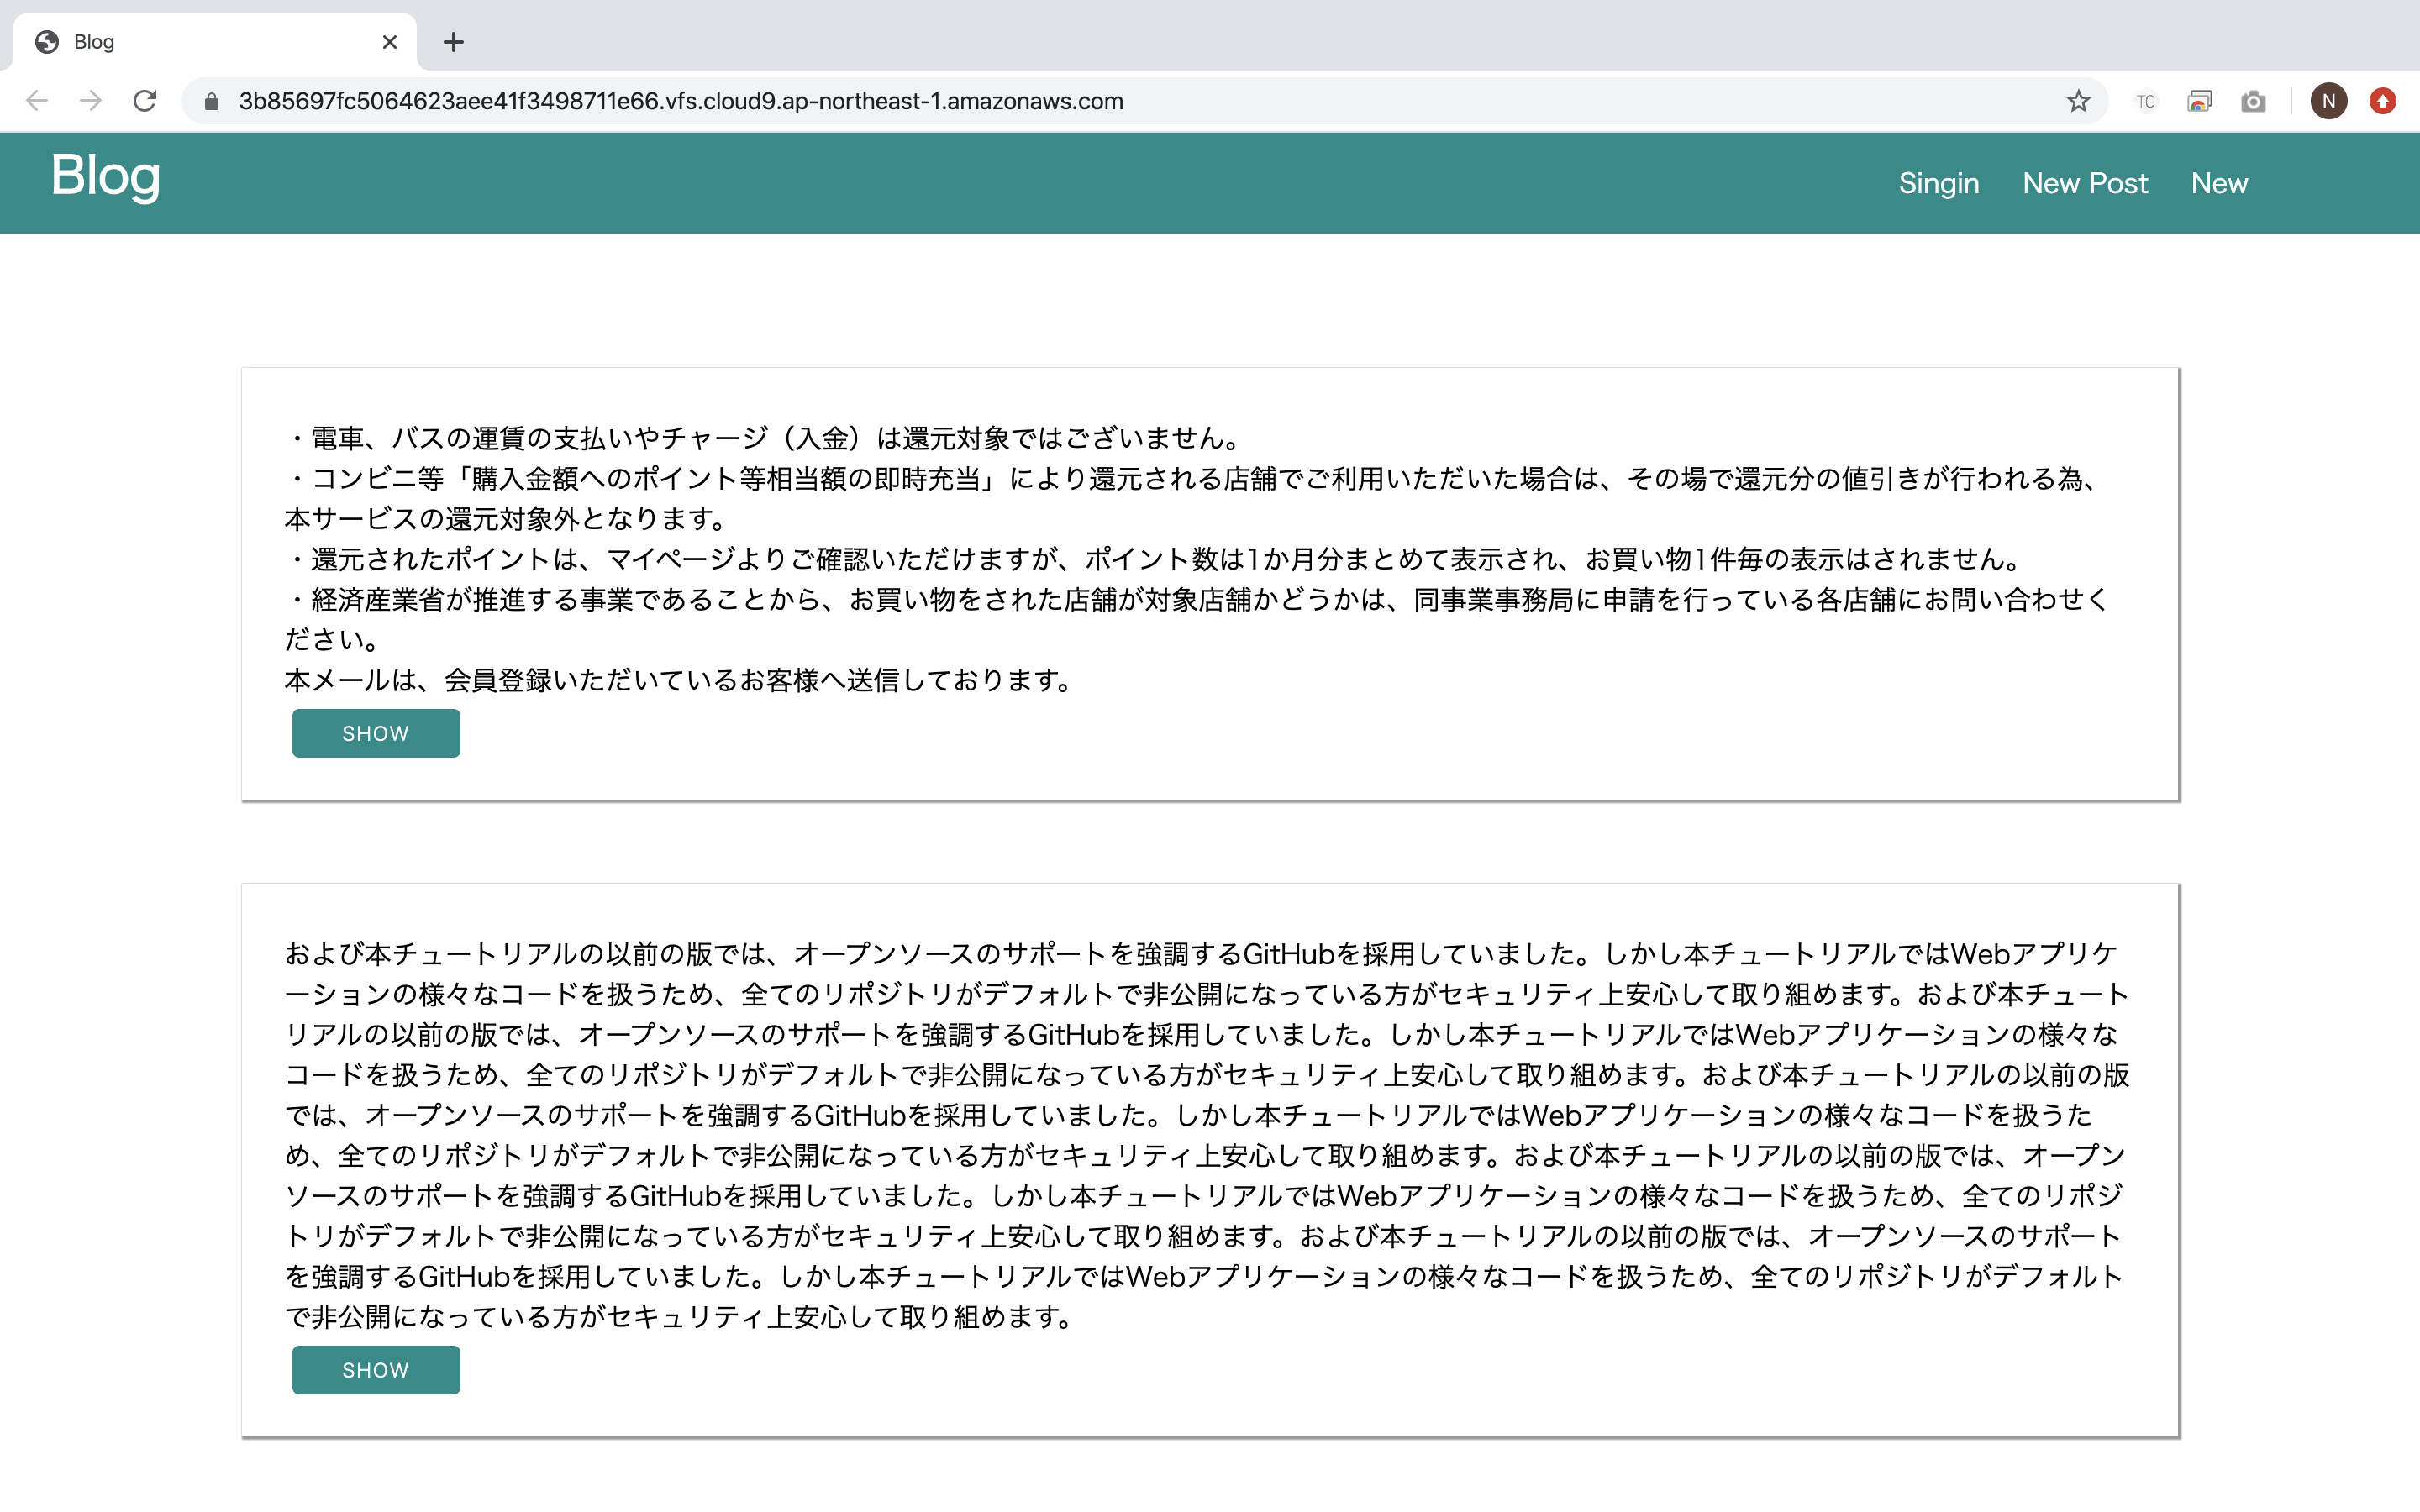 Blog
3b85697fc5064623aee41f3498711e66.vfs.cloud9.ap-northeast-1.amazonaws.com
TC
N
Blog
Singin New Post New
・電車、バスの運賃の支払いやチャージ（入金）は還元対象ではございません。
・コンビニ等「購入金額へのポイント等相当額の即時充当」により還元される店舗でご利用いただいた場合は、その場で還元分の値引きが行われる為、
本サービスの還元対象外となります。
・還元されたポイントは、マイページよりご確認いただけますが、ポイント数は1か月分まとめて表示され、お買い物1件毎の表示はされません。
・経済産業省が推進する事業であることから、お買い物をされた店舗が対象店舗かどうかは、同事業事務局に申請を行っている各店舗にお問い合わせく
ださい。
本メールは、会員登録いただいているお客様へ送信しております。
SHOW
および本チュートリアルの以前の版では、オープンソースのサポートを強調するGitHubを採用していました。しかし本チュートリアルではWebアプリケ
ーションの様々なコードを扱うため、全てのリポジトリがデフォルトで非公開になっている方がセキュリティ上安心して取り組めます。および本チュート
リアルの以前の版では、オープンソースのサポートを強調するGitHubを採用していました。しかし本チュートリアルではWebアプリケーションの様々な
コードを扱うため、全てのリポジトリがデフォルトで非公開になっている方がセキュリティ上安心して取り組めます。および本チュートリアルの以前の版
では、オープンソースのサポートを強調するGitHubを採用していました。しかし本チュートリアルではWebアプリケーションの様々なコードを扱うた
め、全てのリポジトリがデフォルトで非公開になっている方がセキュリティ上安心して取り組めます。および本チュートリアルの以前の版では、オープン
ソースのサポートを強調するGitHubを採用していました。しかし本チュートリアルではWebアプリケーションの様々なコードを扱うため、全てのリポジ
トリがデフォルトで非公開になっている方がセキュリティ上安心して取り組めます。および本チュートリアルの以前の版では、オープンソースのサポート
を強調するGitHubを採用していました。しかし本チュートリアルではWebアプリケーションの様々なコードを扱うため、全てのリポジトリがデフォルト
で非公開になっている方がセキュリティ上安心して取り組めます。
SHOW